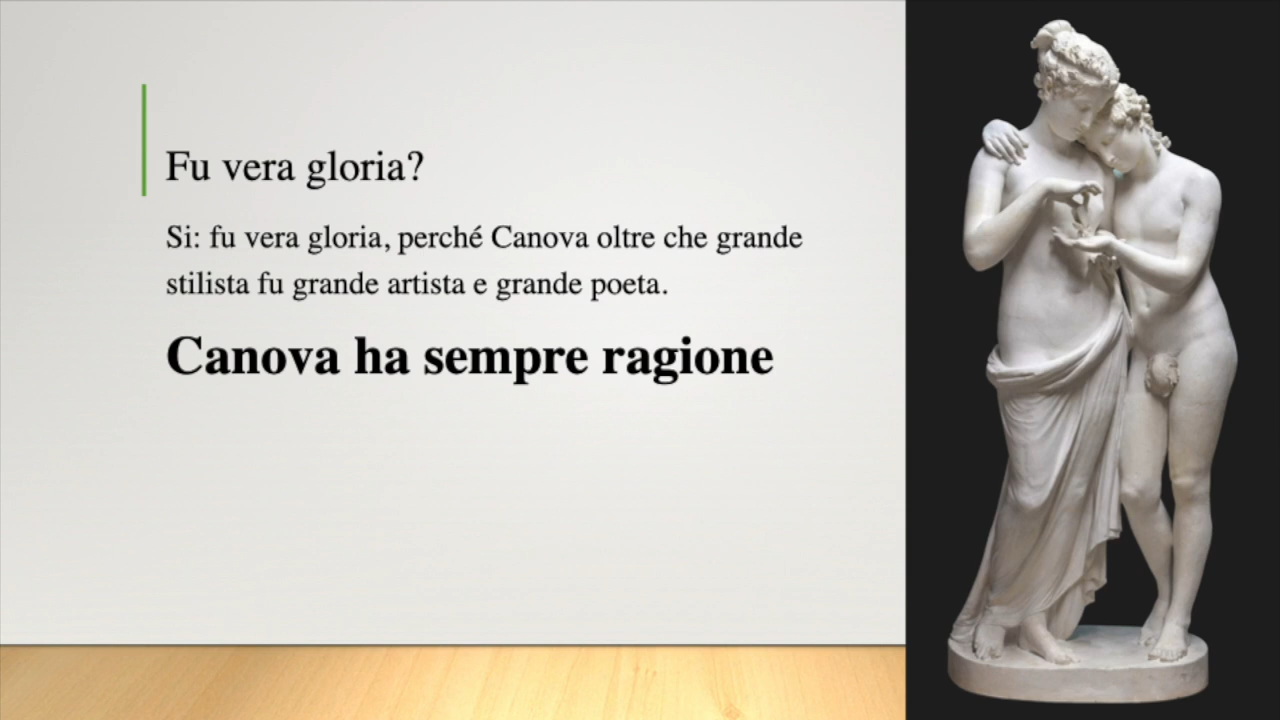 Fu vera gloria?
Si: fu vera gloria, perché Canova oltre che grande
stilista fu grande artista e grande poeta.
Canova ha sempre ragione